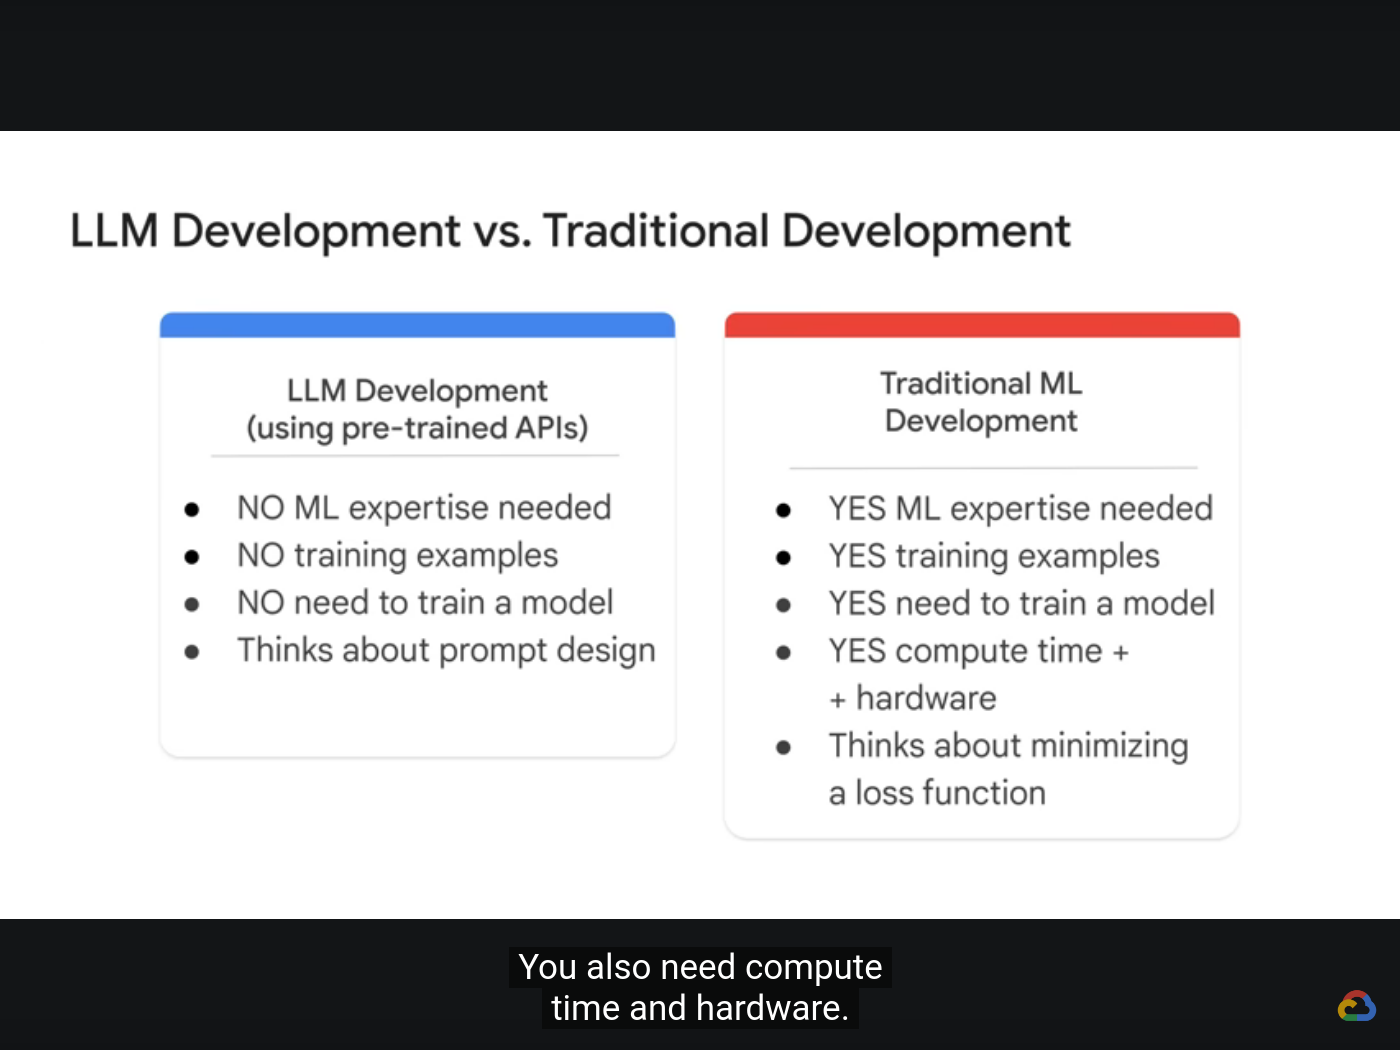 LLM Development vs. Traditional Development
LLM Development
(using pre-trained APIs)
● NO ML expertise needed
● NO training examples
● NO need to train a model
● Thinks about prompt design
Traditional ML
Development
● YES ML expertise needed
● YES training examples
● YES need to train a model
● YES compute time +
+ hardware
● Thinks about minimizing
a loss function
You also need compute
time and hardware.